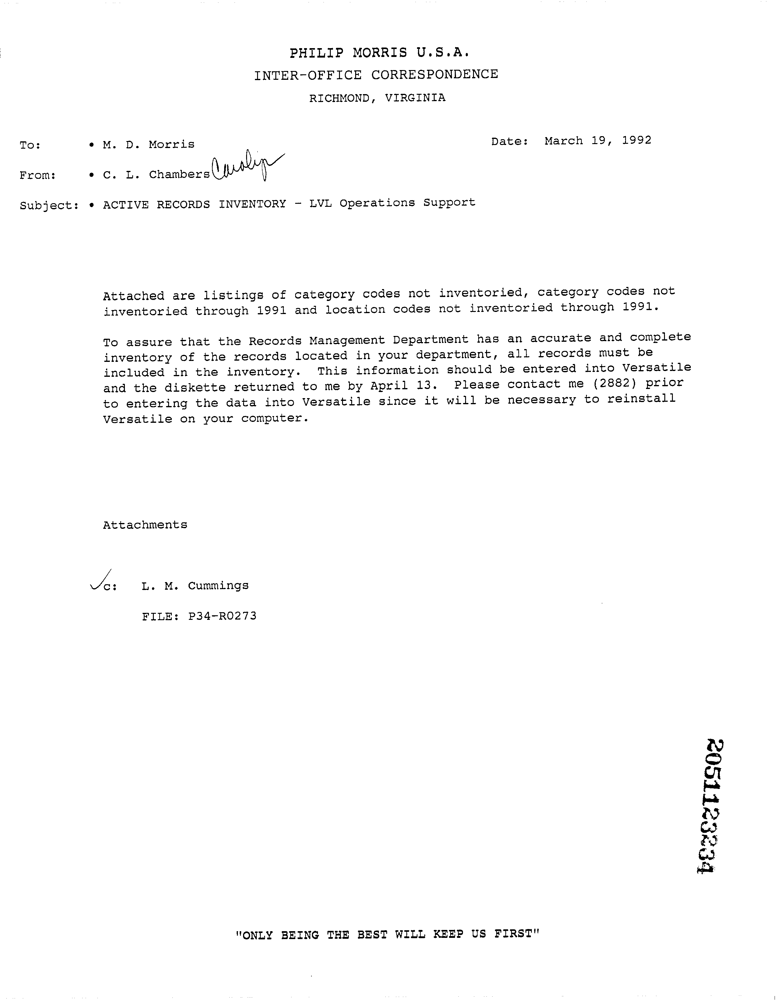 PHILIP MORRIS U.S.A.
INTER-OFFICE CORRESPONDENCE
RICHMOND, VIRGINIA
To: • M. D. Morris Date: March 19, 1992
From: • C. L. Chambers Carolyn
Subject: • ACTIVE RECORDS INVENTORY - LVL Operations Support
Attached are listings of category codes not inventoried, category codes not
inventoried through 1991 and location codes not inventoried through 1991.
To assure that the Records Management Department has an accurate and complete
inventory of the records located in your department, all records must be
included in the inventory. This information should be entered into Versatile
and the diskette returned to me by April 13. Please contact me (2882) prior
to entering the data into Versatile since it will be necessary to reinstall
Versatile on your computer.
Attachments
c: L. M. Cummings
FILE: P34-R0273
2051123234
"ONLY BEING THE BEST WILL KEEP US FIRST"